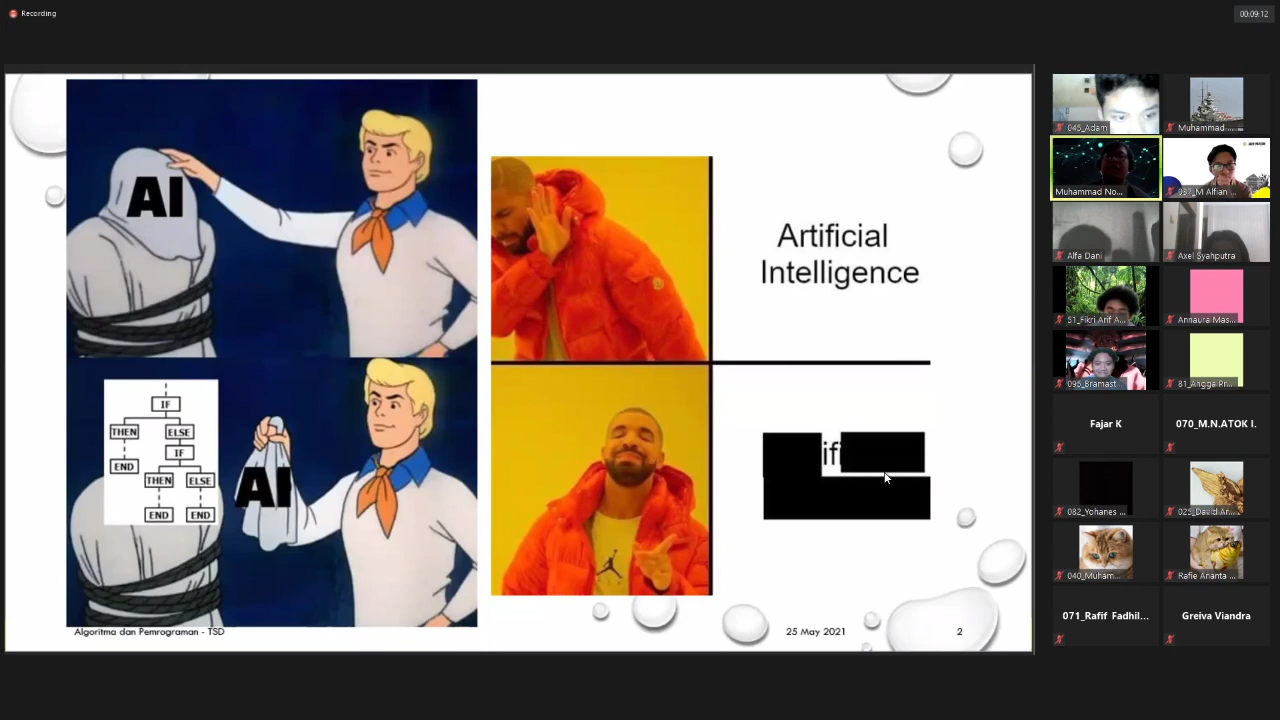 Recording
00:09:12
AI
Artificial
Intelligence
IF
THEN
ELSE
IF
END
THEN
ELSE
END
END
AI
if
Algoritma dan Pemrograman - TSD
25 May 2021
2
045_Adam
Muhammad ...
Muhammad No...
037_M Alfian ...
Alfa Dani
Axel Syahputra
51_Fikri Arif A...
Annaura Mas...
095_Bramast...
81_Angga Pr...
Fajar K
070_M.N.ATOK I.
082_Yohanes ...
025_David Ar...
040_Muham...
Rafie Ananta ...
071_Rafif Fadhil...
Greiva Viandra